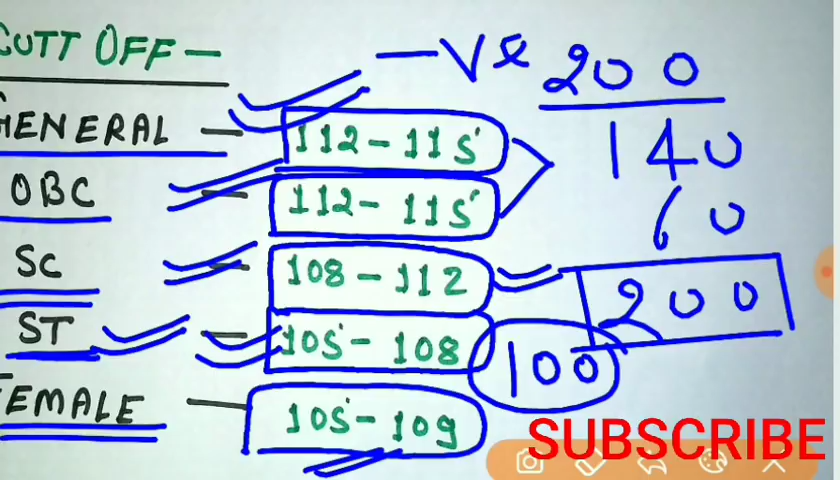 CUTT OFF — —Ve 200
GENERAL — 112-115 140
OBC — 112-115 60
SC — 108-112 200
ST — 105-108 100
FEMALE — 105-109
SUBSCRIBE